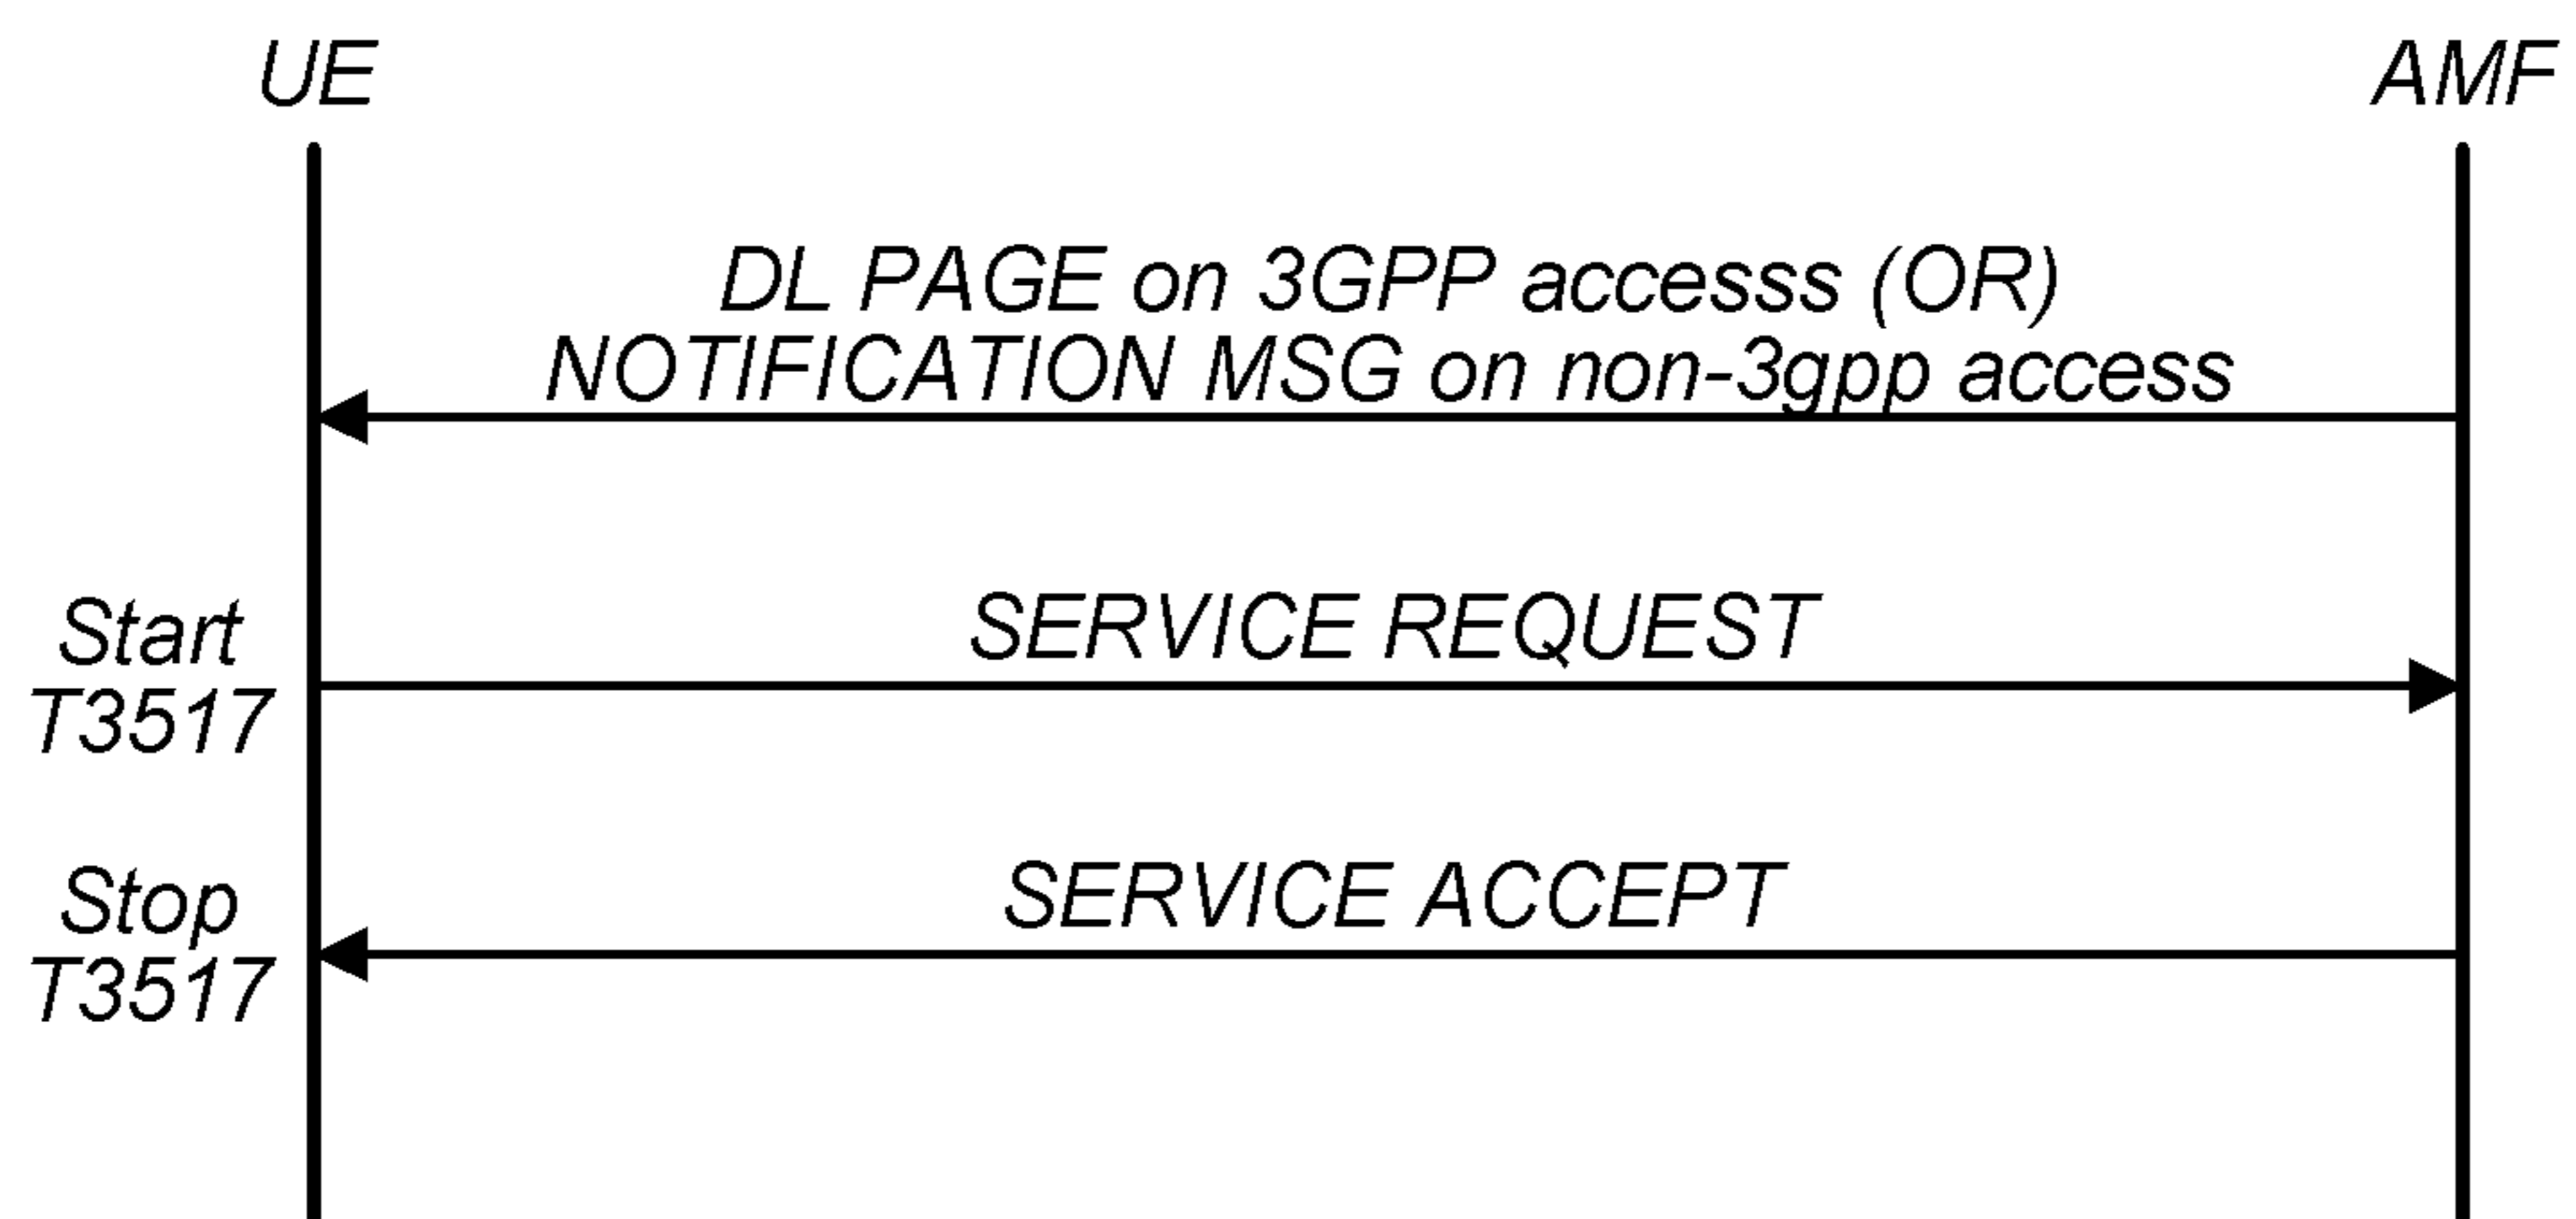 UE
AMF
DL PAGE on 3GPP accesss (OR)
NOTIFICATION MSG on non-3gpp access
Start
T3517
SERVICE REQUEST
Stop
T3517
SERVICE ACCEPT